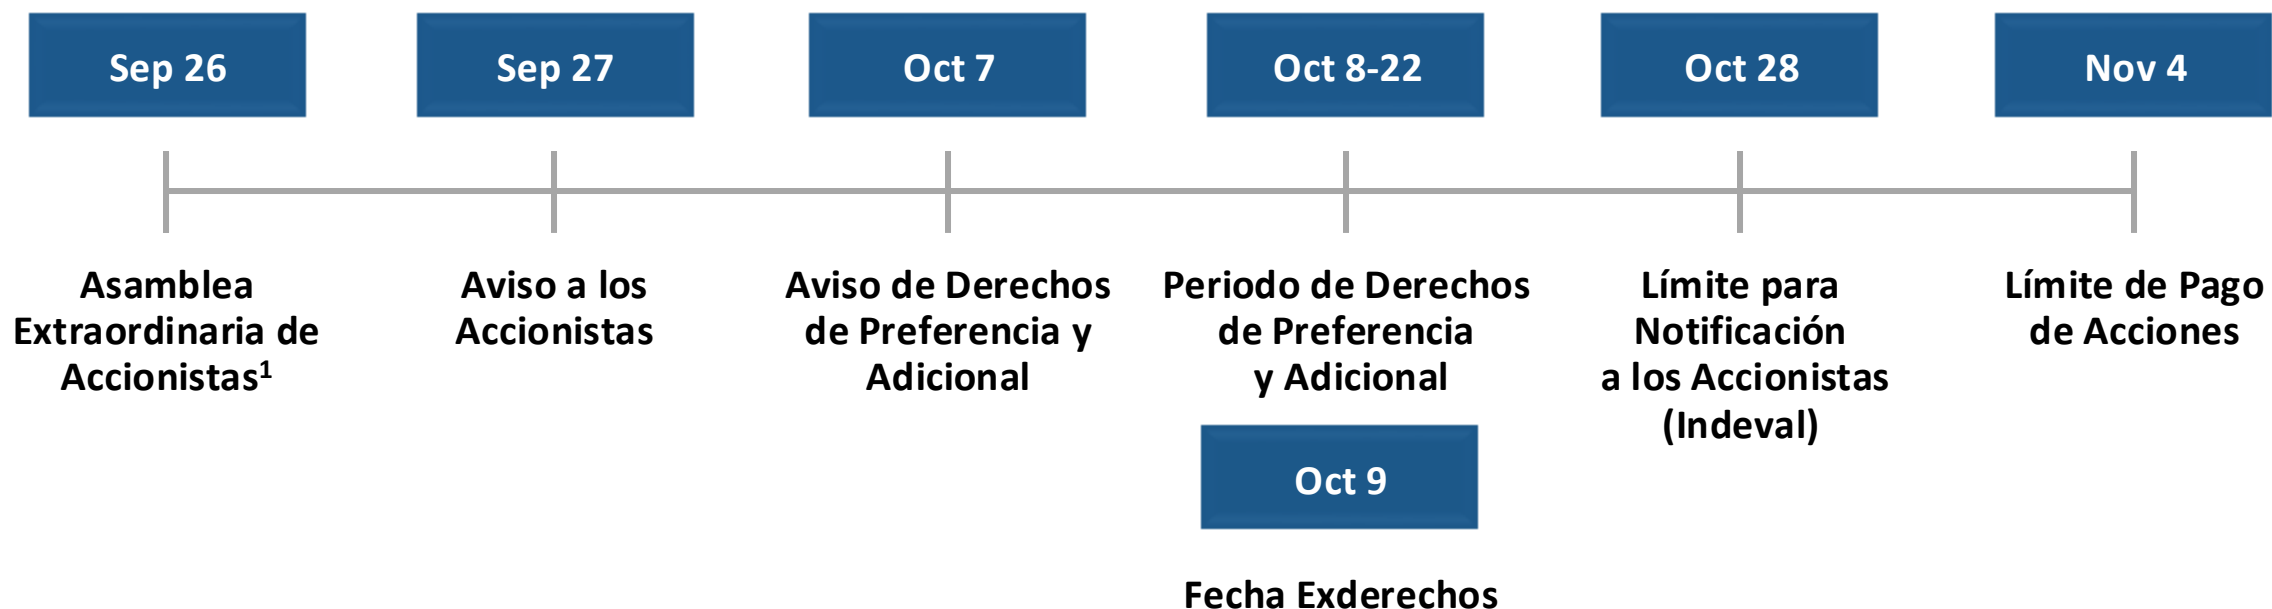 Sep 26
Sep 27
Oct 7
Oct 8-22
Oct 28
Nov 4
Asamblea
Extraordinaria de
Accionistas¹
Aviso a los
Accionistas
Aviso de Derechos
de Preferencia y
Adicional
Periodo de Derechos
de Preferencia
y Adicional
Límite para
Notificación
a los Accionistas
(Indeval)
Límite de Pago
de Acciones
Oct 9
Fecha Exderechos